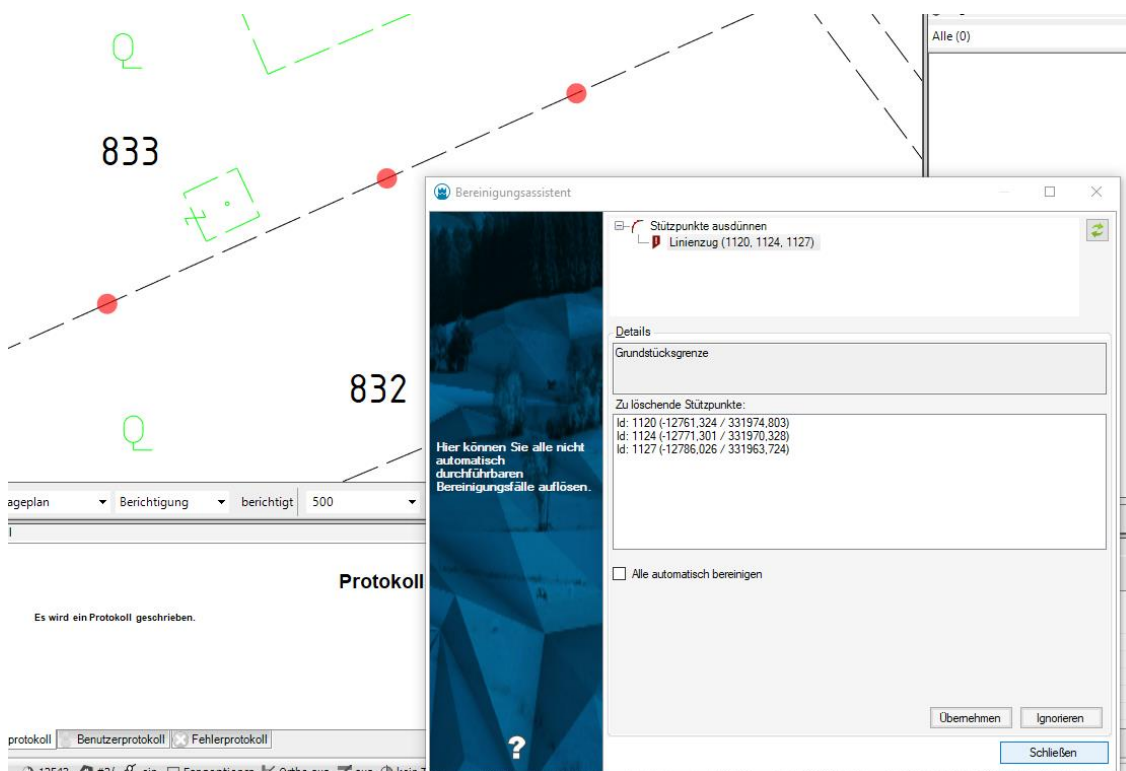 Alle (0)
833
832
Bereinigungsassistent
Stützpunkte ausdünnen
Linienzug (1120, 1124, 1127)
Details
Grundstücksgrenze
Zu löschende Stützpunkte:
Id: 1120 (-12761,324 / 331974,803)
Id: 1124 (-12771,301 / 331970,328)
Id: 1127 (-12786,026 / 331963,724)
Hier können Sie alle nicht
automatisch
durchführbaren
Bereinigungsfälle auflösen.
Alle automatisch bereinigen
Übernehmen Ignorieren
Schließen
?
ageplan Berichtigung berichtigt 500
Protokoll
Es wird ein Protokoll geschrieben.
protokoll Benutzerprotokoll Fehlerprotokoll